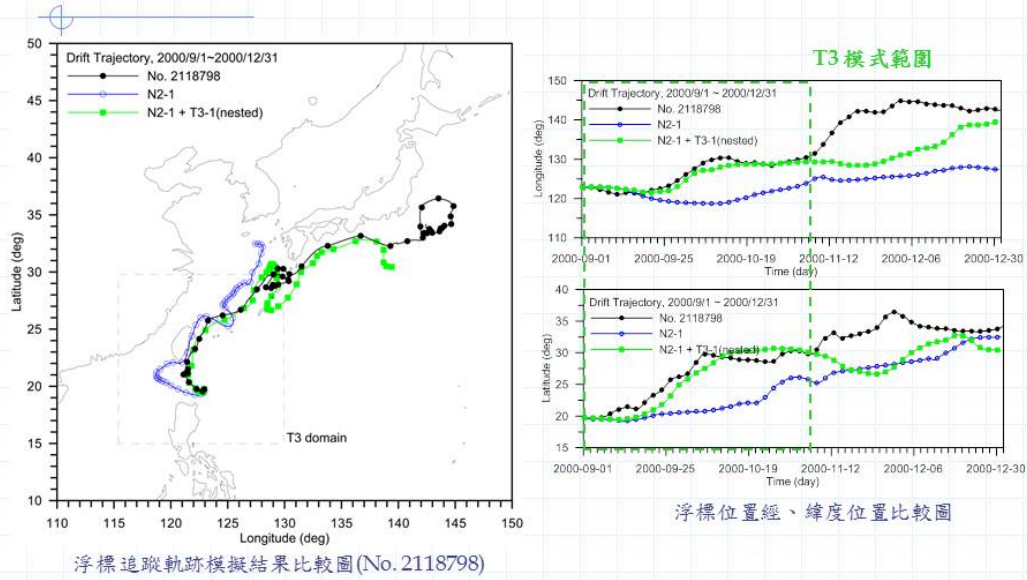 Drift Trajectory, 2000/9/1~2000/12/31
No. 2118798
N2-1
N2-1 + T3-1(nested)
50
45
40
35
30
25
20
15
10
Latitude (deg)
T3 domain
110 115 120 125 130 135 140 145 150
Longitude (deg)
浮標追蹤軌跡模擬結果比較圖(No. 2118798)
T3 模式範圍
Drift Trajectory, 2000/9/1 ~ 2000/12/31
No. 2118798
N2-1
N2-1 + T3-1(nested)
150
140
130
120
110
Longitude (deg)
2000-09-01 2000-09-25 2000-10-19 2000-11-12 2000-12-06 2000-12-30
Time (day)
Drift Trajectory, 2000/9/1 ~ 2000/12/31
No. 2118798
N2-1
N2-1 + T3-1(nested)
40
35
30
25
20
15
Latitude (deg)
2000-09-01 2000-09-25 2000-10-19 2000-11-12 2000-12-06 2000-12-30
Time (day)
浮標位置經、緯度位置比較圖